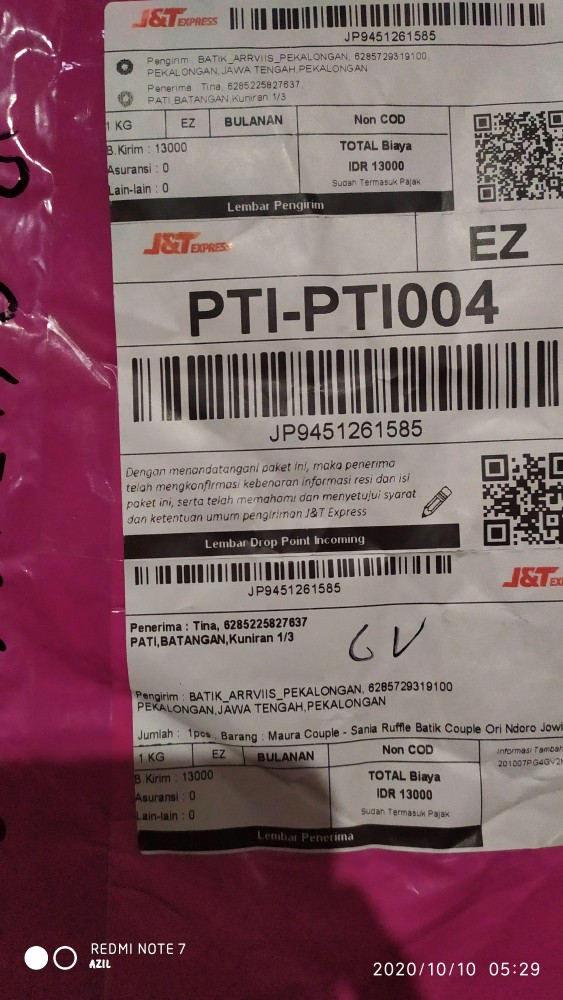 J&T EXPRESS
JP9451261585
Pengirim : BATIK_ARRVIIS_PEKALONGAN, 6285729319100,
PEKALONGAN,JAWA TENGAH,PEKALONGAN
Penerima : Tina, 6285225827637,
PATI,BATANGAN,Kuniran 1/3
1 KG EZ BULANAN Non COD
B.Kirim : 13000 TOTAL Biaya
Asuransi : 0 IDR 13000
Lain-lain : 0 Sudah Termasuk Pajak
Lembar Pengirim
J&T EXPRESS EZ
PTI-PTI004
JP9451261585
Dengan menandatangani paket ini, maka penerima
telah mengkonfirmasi kebenaran informasi resi dan isi
paket ini, serta telah memahami dan menyetujui syarat
dan ketentuan umum pengiriman J&T Express
Lembar Drop Point Incoming
J&T EX
JP9451261585
Penerima : Tina, 6285225827637
PATI,BATANGAN,Kuniran 1/3
GV
Pengirim : BATIK_ARRVIIS_PEKALONGAN, 6285729319100
PEKALONGAN,JAWA TENGAH,PEKALONGAN
Jumlah : 1pcs , Barang : Maura Couple - Sania Ruffle Batik Couple Ori Ndoro Jowi
1 KG EZ BULANAN Non COD Informasi Tambah
201007PG4GV2
B.Kirim : 13000 TOTAL Biaya
Asuransi : 0 IDR 13000
Lain-lain : 0 Sudah Termasuk Pajak
Lembar Penerima
REDMI NOTE 7
AZIL
2020/10/10 05:29